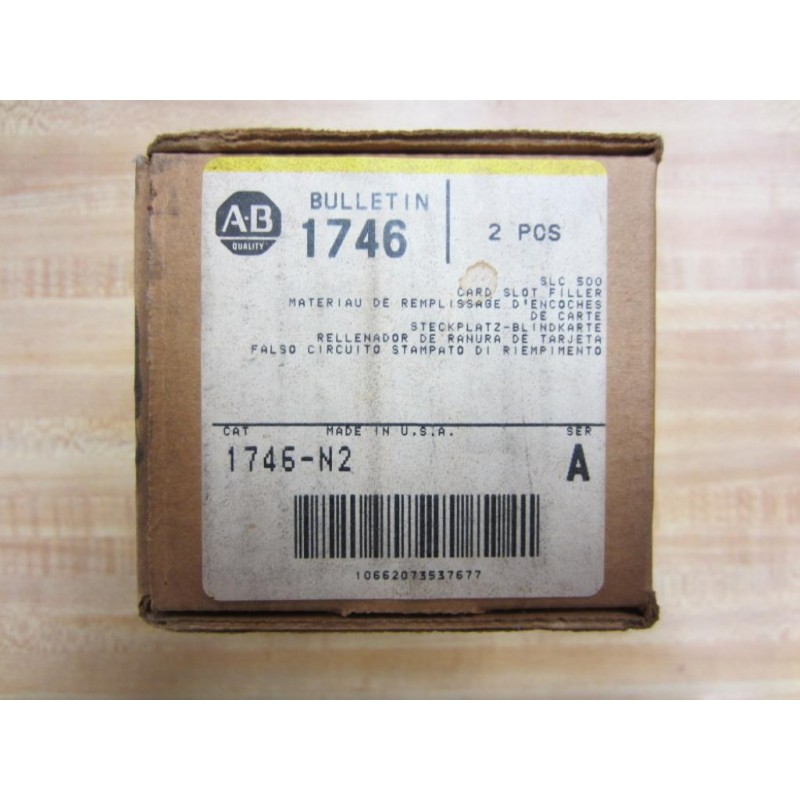 A-B
QUALITY
BULLETIN
1746
2 PCS
SLC 500
CARD SLOT FILLER
MATERIAU DE REMPLISSAGE D'ENCOCHES
DE CARTE
STECKPLATZ-BLINDKARTE
RELLENADOR DE RANURA DE TARJETA
FALSO CIRCUITO STAMPATO DI RIEMPIMENTO
CAT MADE IN U.S.A. SER
1746-N2 A
10662073537677